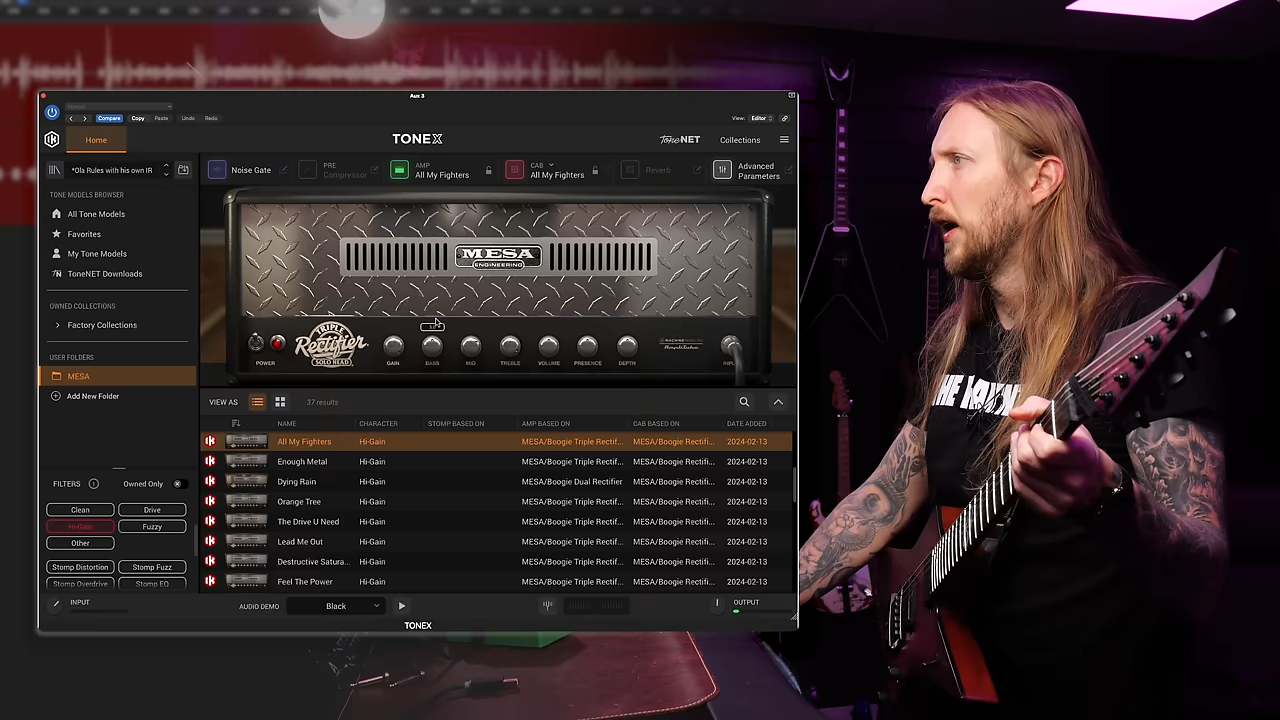 Aux 3
Compare Copy Paste Undo Redo
View: Editor
Home
TONEX
ToneNET
Collections
*Ola Rules with his own IR
Noise Gate
PRE
Compressor
AMP
All My Fighters
CAB
All My Fighters
Reverb
Advanced
Parameters
TONE MODELS BROWSER
All Tone Models
Favorites
My Tone Models
ToneNET Downloads
OWNED COLLECTIONS
Factory Collections
USER FOLDERS
MESA
Add New Folder
MESA
ENGINEERING
TRIPLE
Rectifier
SOLO HEAD
POWER GAIN BASS MID TREBLE VOLUME PRESENCE DEPTH
VIEW AS
37 results
NAME CHARACTER STOMP BASED ON AMP BASED ON CAB BASED ON DATE ADDED
All My Fighters Hi-Gain MESA/Boogie Triple Rectif... MESA/Boogie Rectifi... 2024-02-13
Enough Metal Hi-Gain MESA/Boogie Triple Rectif... MESA/Boogie Rectifi... 2024-02-13
Dying Rain Hi-Gain MESA/Boogie Dual Rectifier MESA/Boogie Rectifi... 2024-02-13
Orange Tree Hi-Gain MESA/Boogie Triple Rectif... MESA/Boogie Rectifi... 2024-02-13
The Drive U Need Hi-Gain MESA/Boogie Triple Rectif... MESA/Boogie Rectifi... 2024-02-13
Lead Me Out Hi-Gain MESA/Boogie Triple Rectif... MESA/Boogie Rectifi... 2024-02-13
Destructive Satura... Hi-Gain MESA/Boogie Triple Rectif... MESA/Boogie Rectifi... 2024-02-13
Feel The Power Hi-Gain MESA/Boogie Triple Rectif... MESA/Boogie Rectifi... 2024-02-13
FILTERS
Owned Only
Clean
Drive
Hi-Gain
Fuzzy
Other
Stomp Distortion
Stomp Fuzz
Stomp Overdrive
Stomp EQ
INPUT
AUDIO DEMO
Black
OUTPUT
TONEX
THE